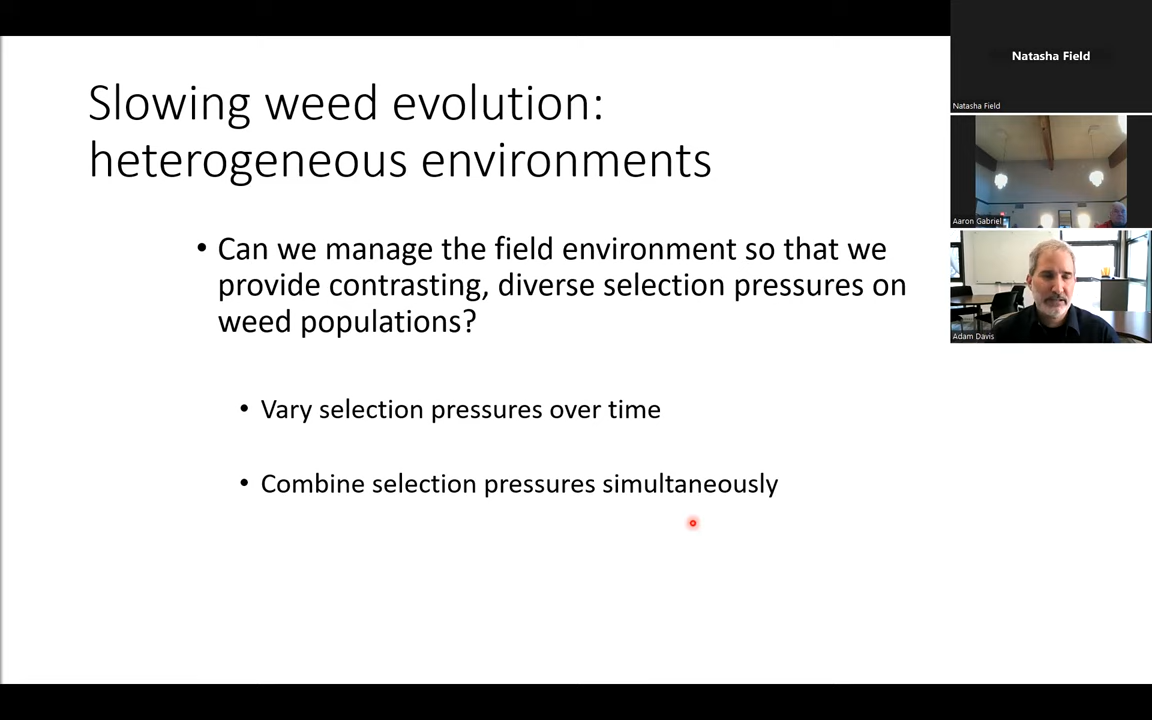 Slowing weed evolution:
heterogeneous environments
• Can we manage the field environment so that we
provide contrasting, diverse selection pressures on
weed populations?
• Vary selection pressures over time
• Combine selection pressures simultaneously
Natasha Field
Natasha Field
Aaron Gabriel
Adam Davis